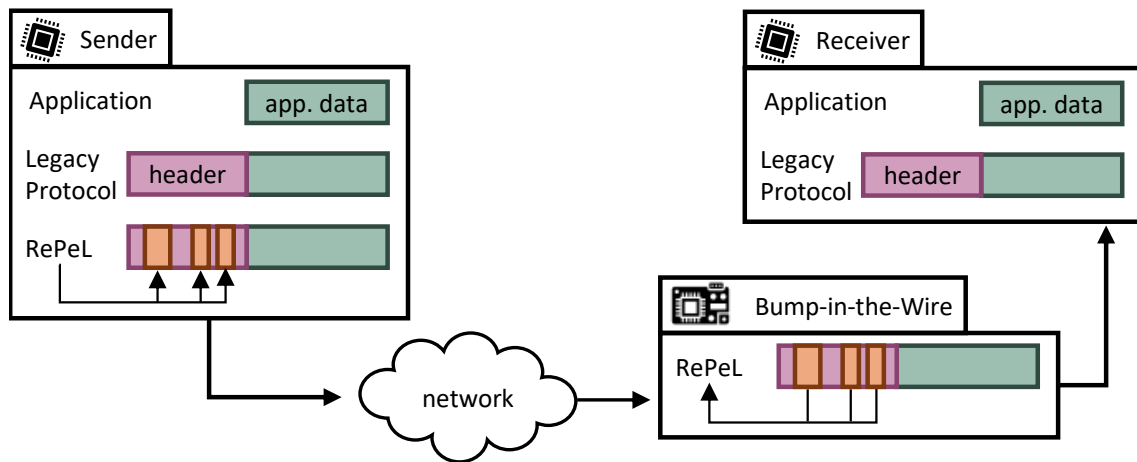 Sender
Application
app. data
Legacy
Protocol
header
RePeL
network
Receiver
Application
app. data
Legacy
Protocol
header
Bump-in-the-Wire
RePeL